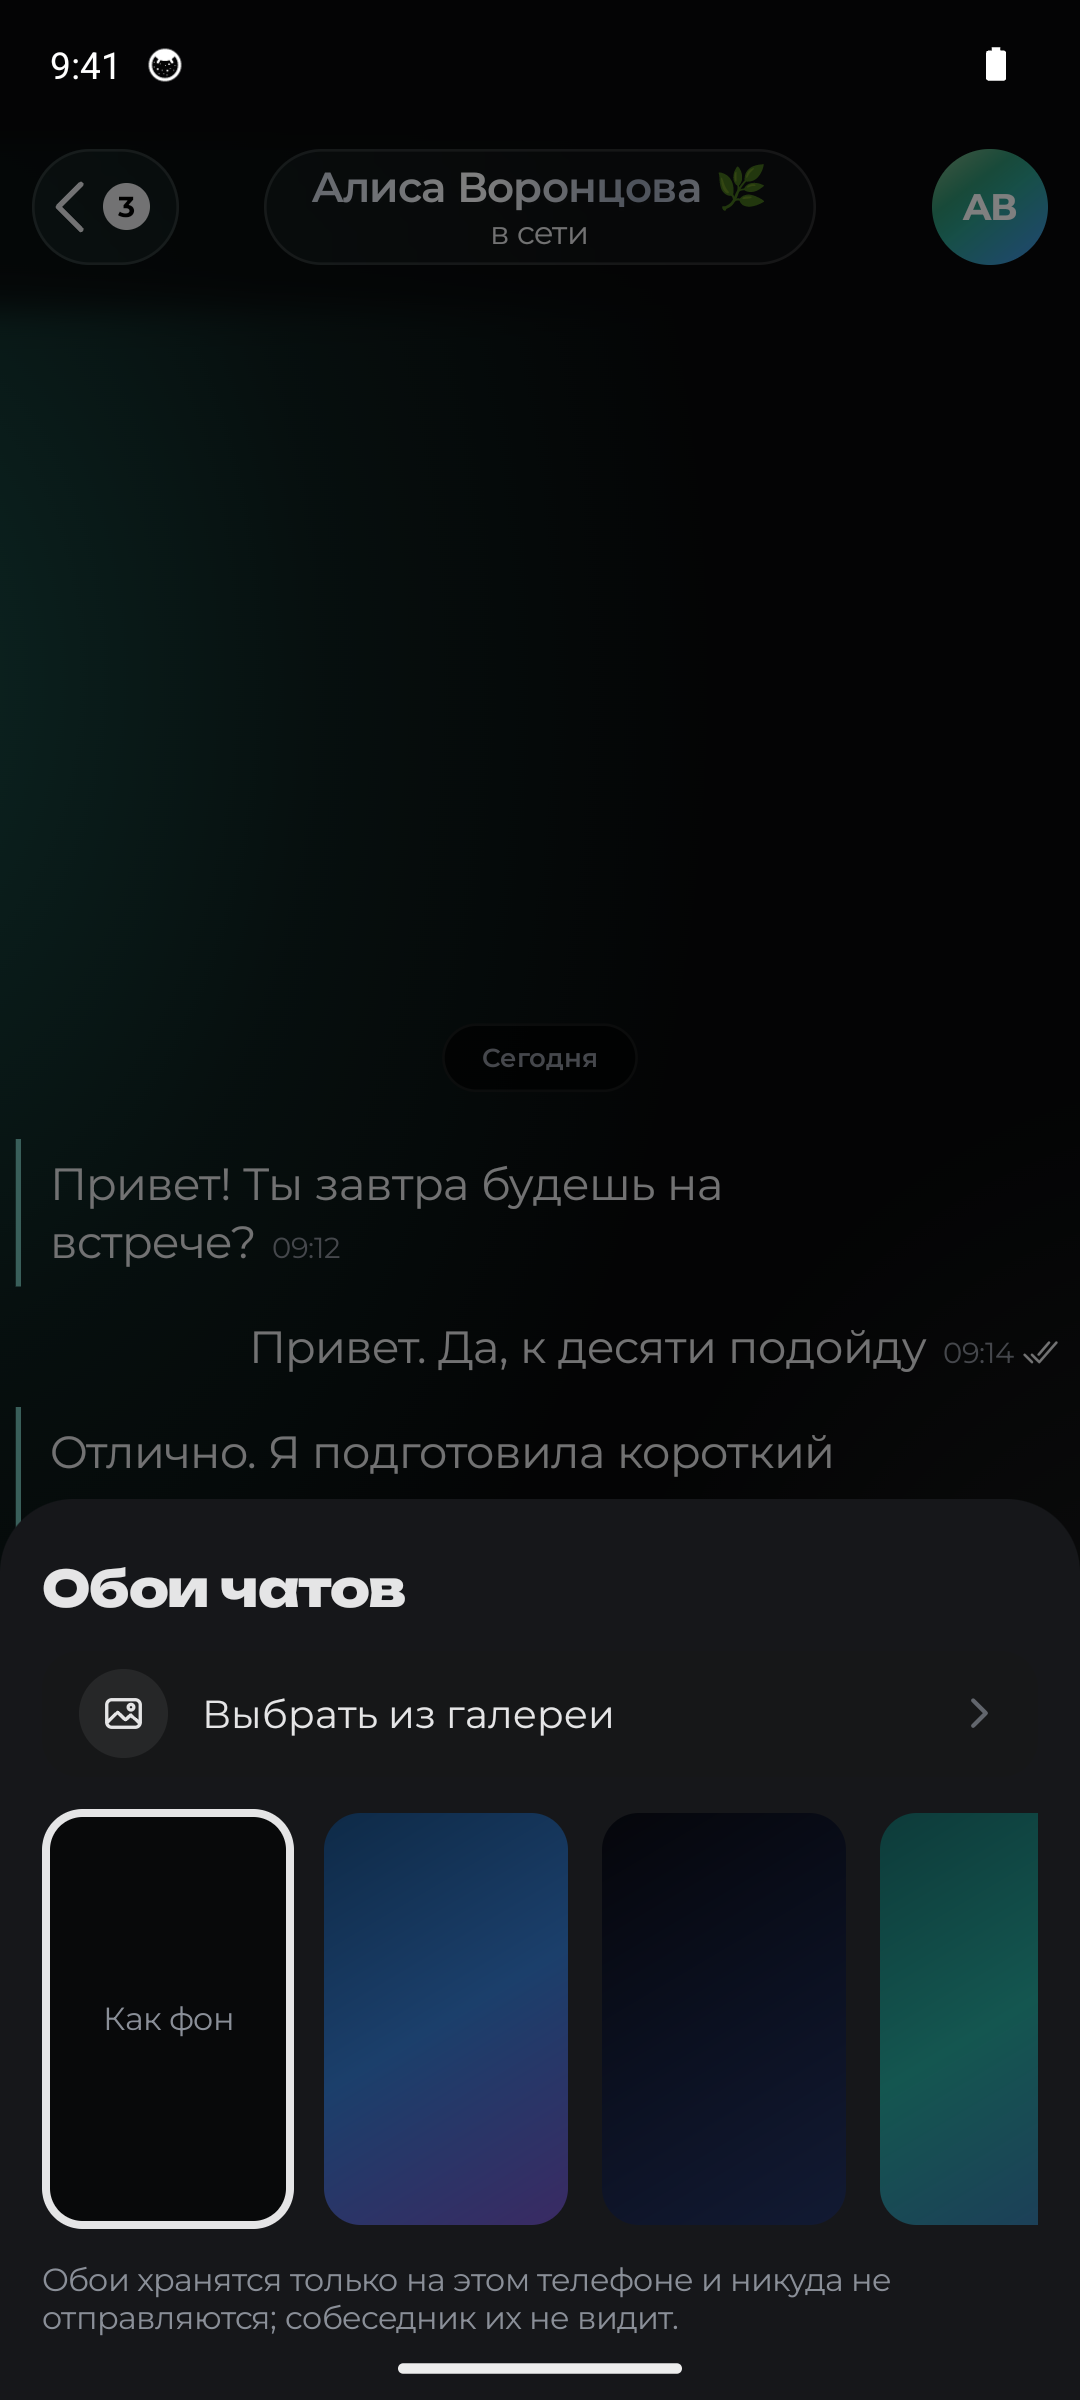 9:41
3
Алиса Воронцова 🌿
в сети
АВ
Сегодня
Привет! Ты завтра будешь на
встрече? 09:12
Привет. Да, к десяти подойду 09:14
Отлично. Я подготовила короткий
Обои чатов
Выбрать из галереи
Как фон
Обои хранятся только на этом телефоне и никуда не
отправляются; собеседник их не видит.